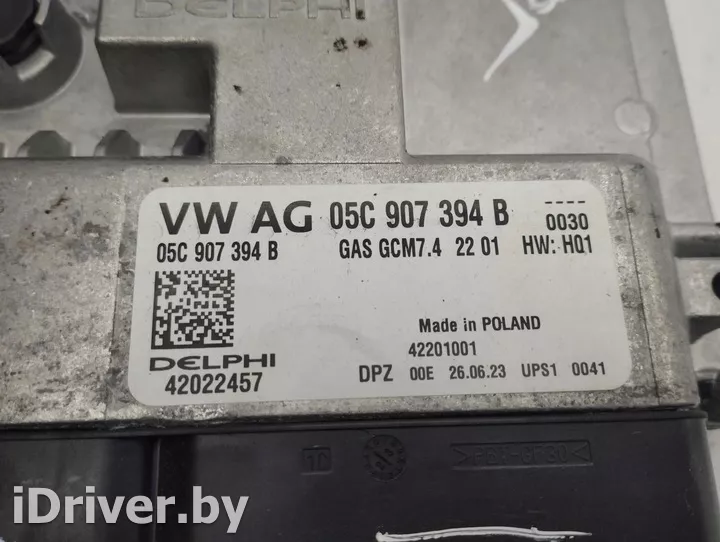 DELPHI
VW AG 05C 907 394 B
----
0030
05C 907 394 B GAS GCM7.4 22 01 HW: H01
Made in POLAND
DELPHI
42201001
42022457
DPZ 00E 26.06.23 UPS1 0041
iDriver.by